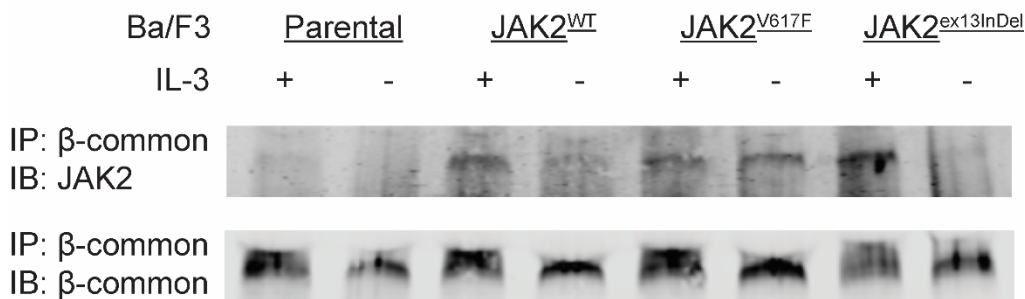 Ba/F3 Parental JAK2WT JAK2V617F JAK2ex13InDel
IL-3 + - + - + - + -
IP: β-common
IB: JAK2
IP: β-common
IB: β-common